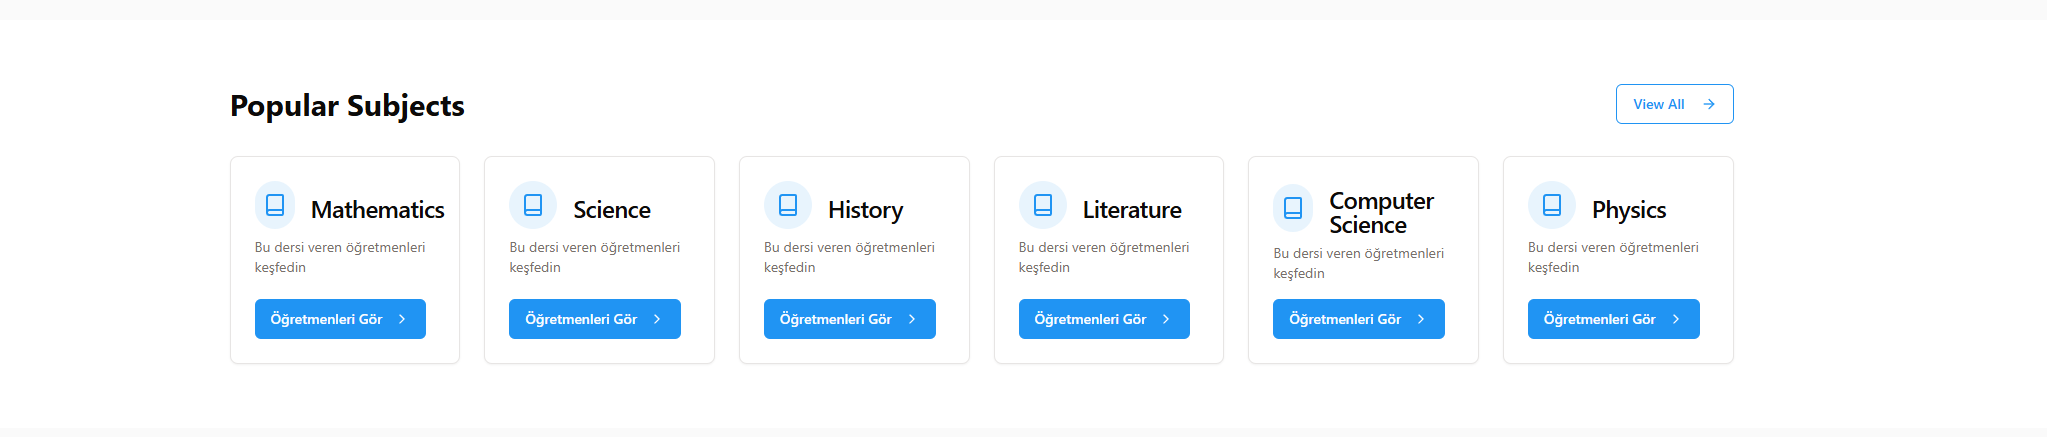 Popular Subjects
View All
Mathematics
Bu dersi veren öğretmenleri
keşfedin
Öğretmenleri Gör
Science
Bu dersi veren öğretmenleri
keşfedin
Öğretmenleri Gör
History
Bu dersi veren öğretmenleri
keşfedin
Öğretmenleri Gör
Literature
Bu dersi veren öğretmenleri
keşfedin
Öğretmenleri Gör
Computer
Science
Bu dersi veren öğretmenleri
keşfedin
Öğretmenleri Gör
Physics
Bu dersi veren öğretmenleri
keşfedin
Öğretmenleri Gör